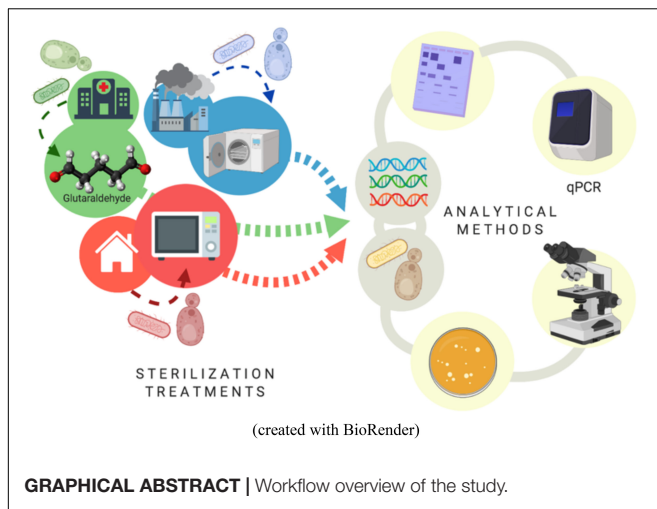 Glutaraldehyde
qPCR
ANALYTICAL
METHODS
STERILIZATION
TREATMENTS
(created with BioRender)
GRAPHICAL ABSTRACT | Workflow overview of the study.